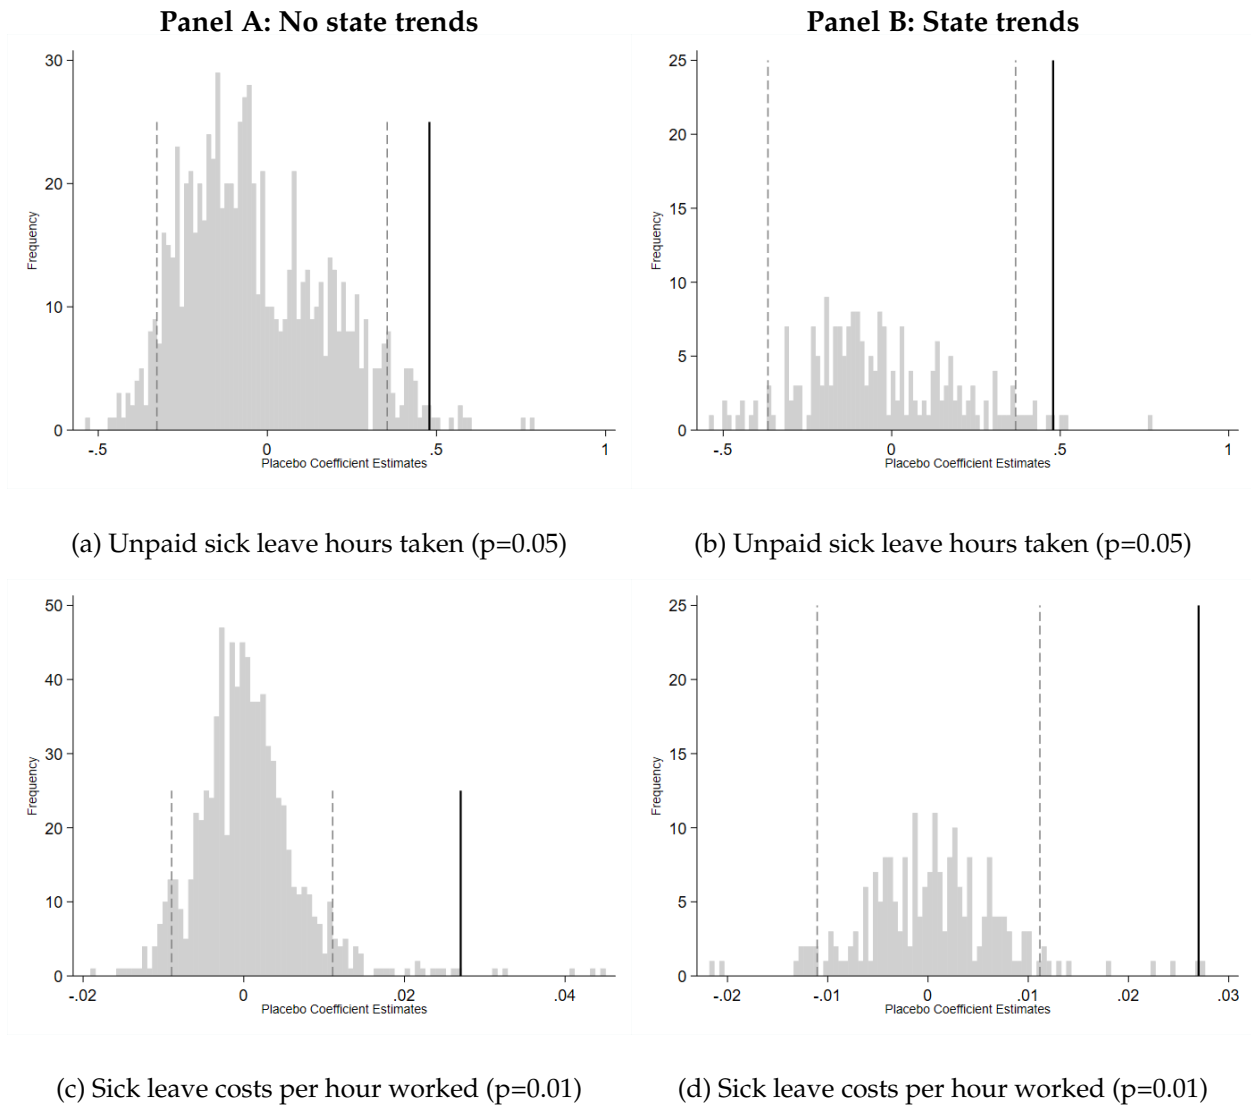 Panel A: No state trends
Panel B: State trends
30
20
10
0
Frequency
-.5
0
.5
1
Placebo Coefficient Estimates
25
20
15
10
5
0
Frequency
-.5
0
.5
1
Placebo Coefficient Estimates
(a) Unpaid sick leave hours taken (p=0.05)
(b) Unpaid sick leave hours taken (p=0.05)
50
40
30
20
10
0
Frequency
-.02
0
.02
.04
Placebo Coefficient Estimates
25
20
15
10
5
0
Frequency
-.02
-.01
0
.01
.02
.03
Placebo Coefficient Estimates
(c) Sick leave costs per hour worked (p=0.01)
(d) Sick leave costs per hour worked (p=0.01)